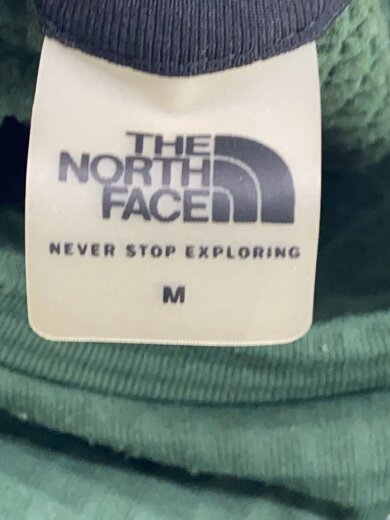 THE
NORTH
FACE
NEVER STOP EXPLORING
M